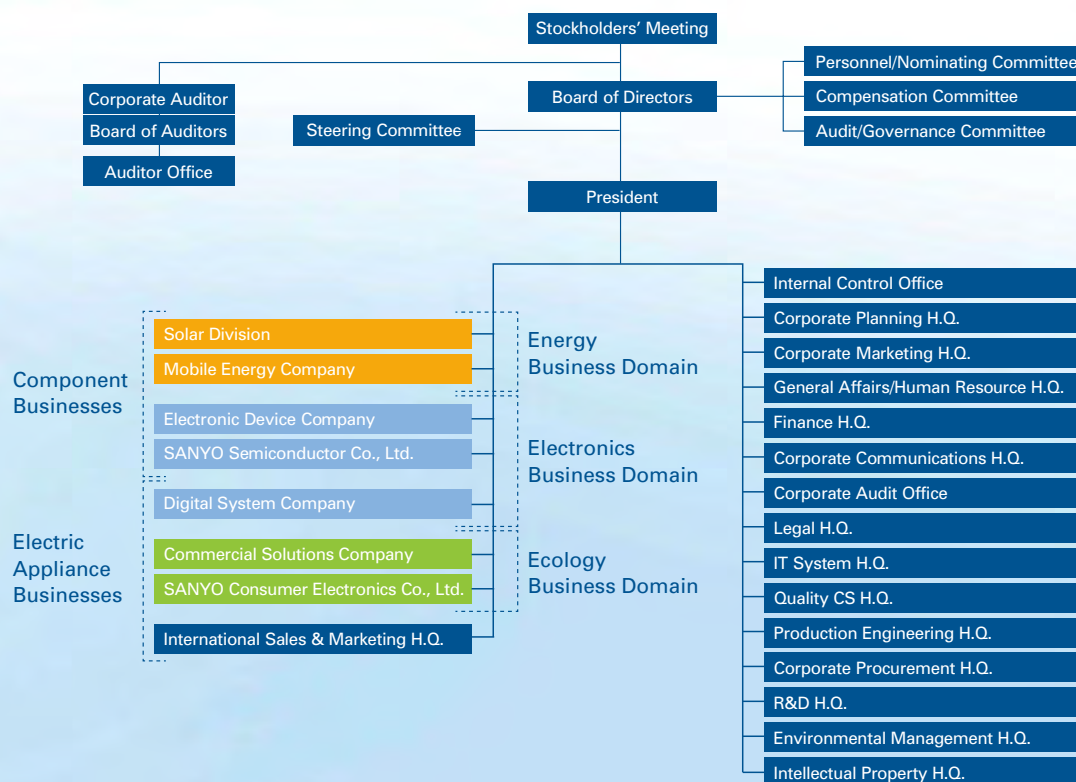 Stockholders' Meeting
Personnel/Nominating Committee
Corporate Auditor
Board of Directors
Compensation Committee
Board of Auditors
Steering Committee
Audit/Governance Committee
Auditor Office
President
Internal Control Office
Corporate Planning H.Q.
Corporate Marketing H.Q.
General Affairs/Human Resource H.Q.
Finance H.Q.
Corporate Communications H.Q.
Corporate Audit Office
Legal H.Q.
IT System H.Q.
Quality CS H.Q.
Production Engineering H.Q.
Corporate Procurement H.Q.
R&D H.Q.
Environmental Management H.Q.
Intellectual Property H.Q.
Component
Businesses
Solar Division
Mobile Energy Company
Electronic Device Company
SANYO Semiconductor Co., Ltd.
Electric
Appliance
Businesses
Digital System Company
Commercial Solutions Company
SANYO Consumer Electronics Co., Ltd.
International Sales & Marketing H.Q.
Energy
Business Domain
Electronics
Business Domain
Ecology
Business Domain